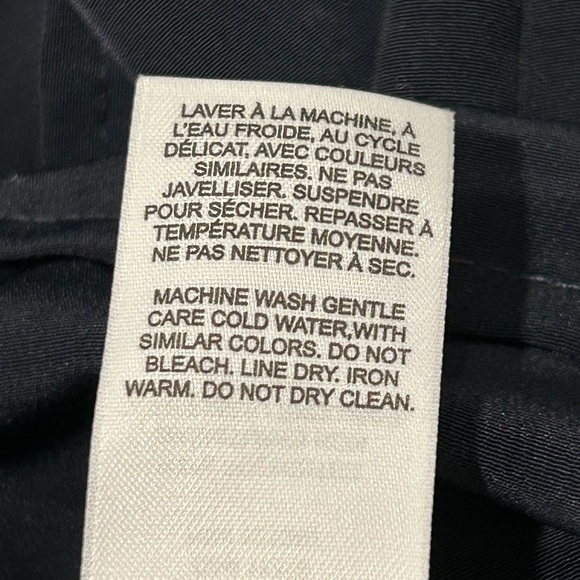 LAVER À LA MACHINE, À
L'EAU FROIDE, AU CYCLE
DÉLICAT, AVEC COULEURS
SIMILAIRES. NE PAS
JAVELLISER. SUSPENDRE
POUR SÉCHER. REPASSER À
TEMPÉRATURE MOYENNE.
NE PAS NETTOYER À SEC.
MACHINE WASH GENTLE
CARE COLD WATER,WITH
SIMILAR COLORS. DO NOT
BLEACH. LINE DRY. IRON
WARM. DO NOT DRY CLEAN.